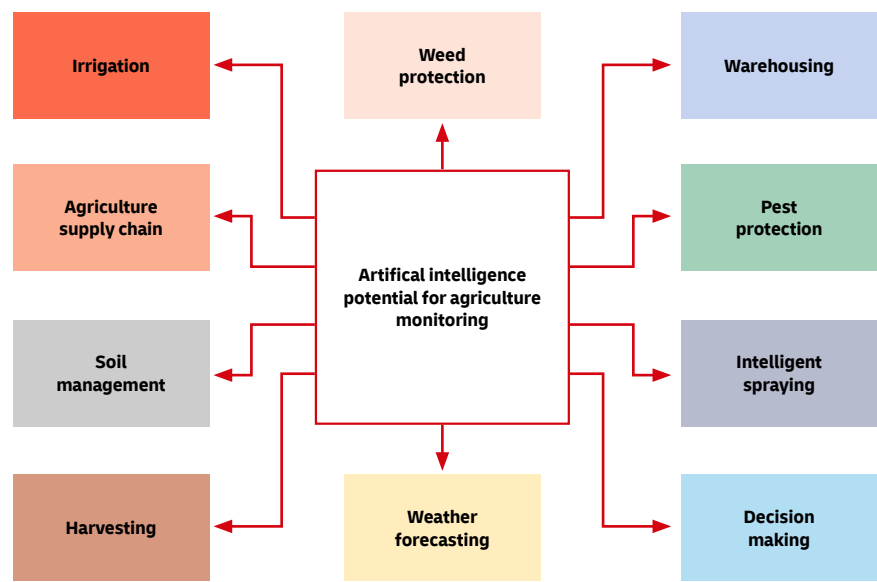 Irrigation
Weed
protection
Warehousing
Agriculture
supply chain
Pest
protection
Artifical intelligence
potential for agriculture
monitoring
Soil
management
Intelligent
spraying
Harvesting
Weather
forecasting
Decision
making